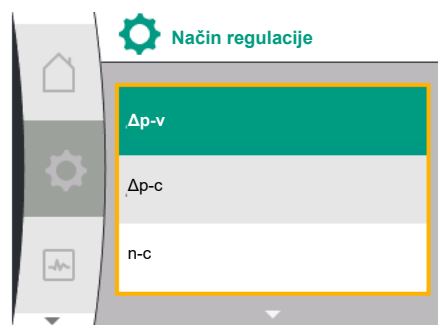 Način regulacije
Δp-v
Δp-c
n-c